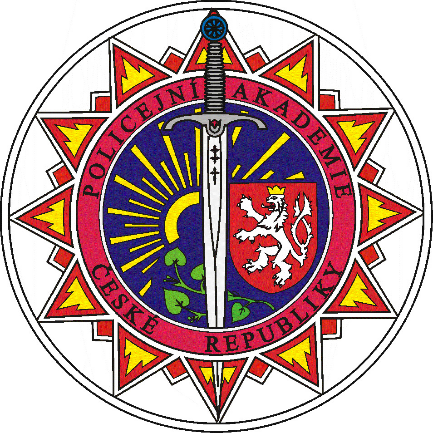 POLICEJNÍ AKADEMIE
ČESKÉ REPUBLIKY